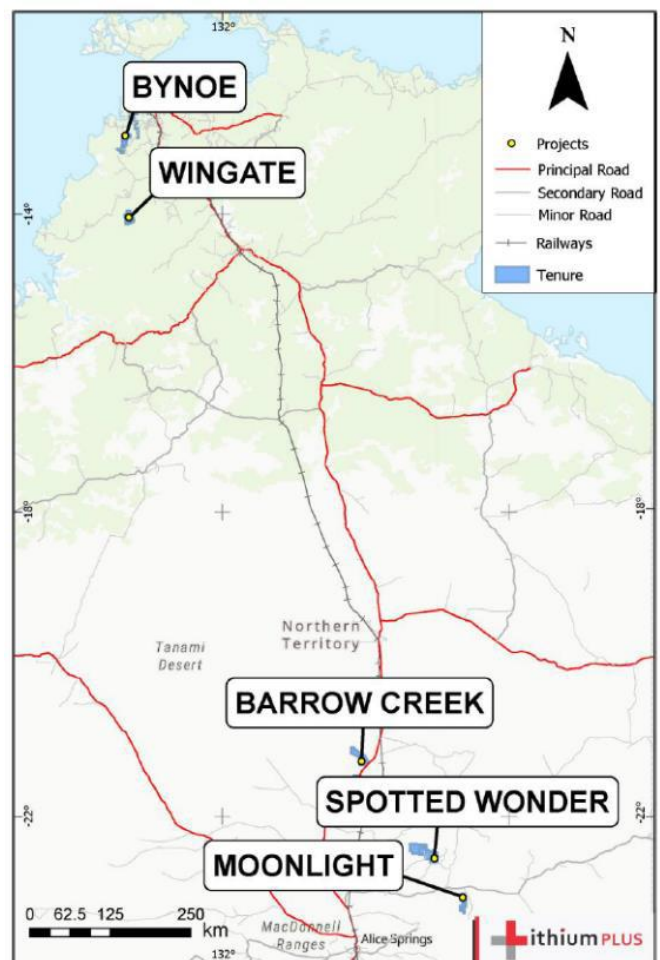 132°
N
BYNOE
Projects
Principal Road
WINGATE
Secondary Road
-14°
Minor Road
Railways
Tenure
-18°
-18°
Northern
Territory
Tanami
Desert
BARROW CREEK
SPOTTED WONDER
-22°
-22°
MOONLIGHT
0 62.5 125 250
km
MacDonnell
Ranges
132°
Alice Springs
Lithium PLUS